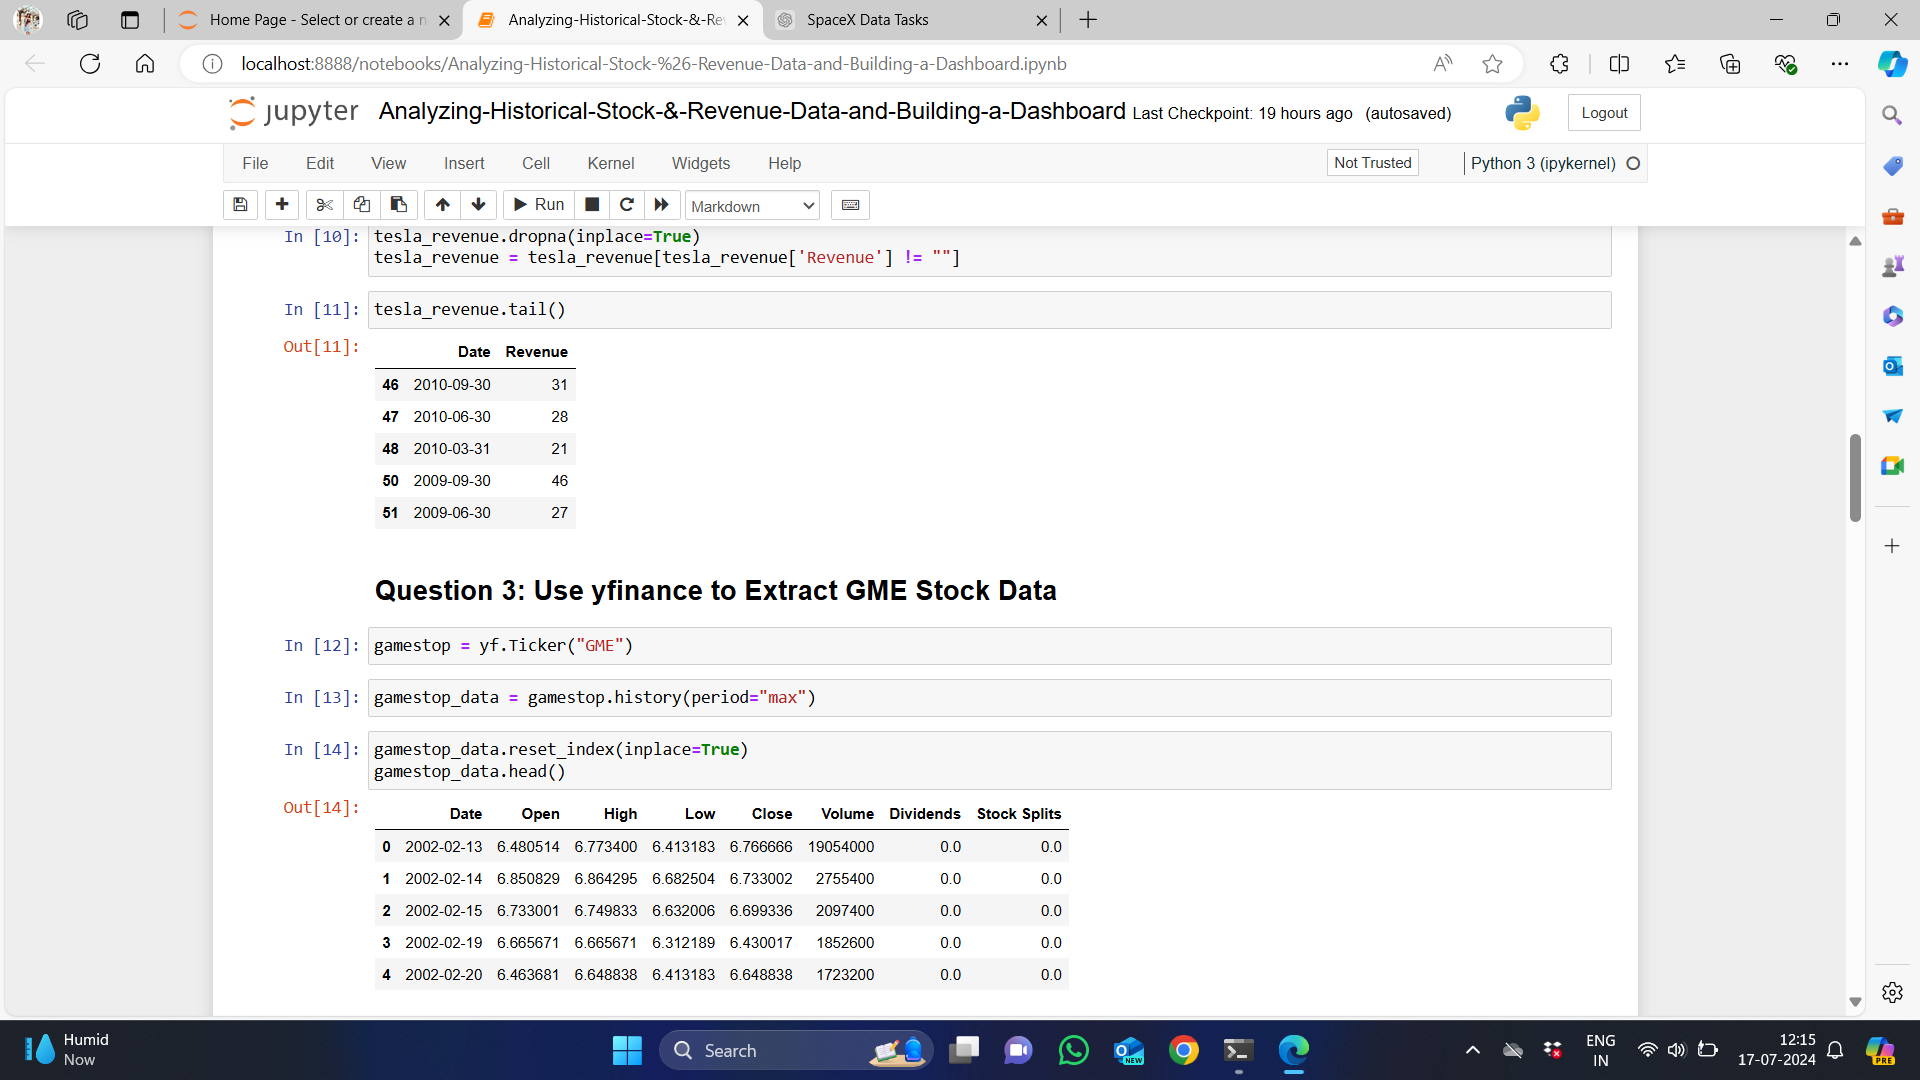 Home Page - Select or create a n
Analyzing-Historical-Stock-&-Re
SpaceX Data Tasks
localhost:8888/notebooks/Analyzing-Historical-Stock-%26-Revenue-Data-and-Building-a-Dashboard.ipynb
jupyter Analyzing-Historical-Stock-&-Revenue-Data-and-Building-a-Dashboard Last Checkpoint: 19 hours ago (autosaved)
Logout
File Edit View Insert Cell Kernel Widgets Help
Not Trusted
Python 3 (ipykernel)
Run
Markdown
In [10]: tesla_revenue.dropna(inplace=True)
tesla_revenue = tesla_revenue[tesla_revenue['Revenue'] != ""]
In [11]: tesla_revenue.tail()
Out[11]:
Date Revenue
46 2010-09-30 31
47 2010-06-30 28
48 2010-03-31 21
50 2009-09-30 46
51 2009-06-30 27
Question 3: Use yfinance to Extract GME Stock Data
In [12]: gamestop = yf.Ticker("GME")
In [13]: gamestop_data = gamestop.history(period="max")
In [14]: gamestop_data.reset_index(inplace=True)
gamestop_data.head()
Out[14]:
Date Open High Low Close Volume Dividends Stock Splits
0 2002-02-13 6.480514 6.773400 6.413183 6.766666 19054000 0.0 0.0
1 2002-02-14 6.850829 6.864295 6.682504 6.733002 2755400 0.0 0.0
2 2002-02-15 6.733001 6.749833 6.632006 6.699336 2097400 0.0 0.0
3 2002-02-19 6.665671 6.665671 6.312189 6.430017 1852600 0.0 0.0
4 2002-02-20 6.463681 6.648838 6.413183 6.648838 1723200 0.0 0.0
Humid
Now
Search
NEW
ENG
IN
12:15
17-07-2024
PRE